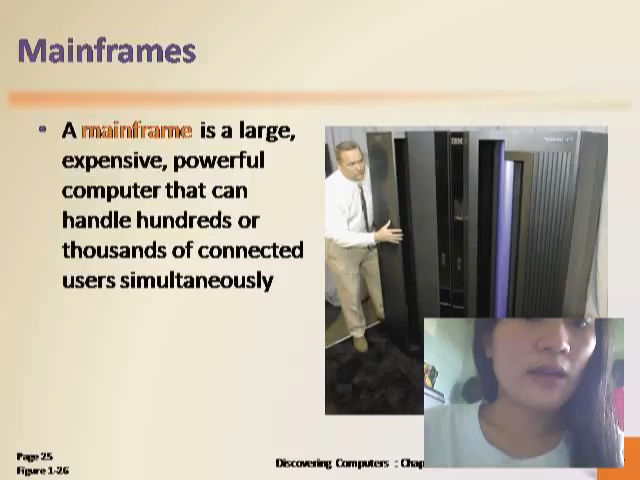 Mainframes
• A mainframe is a large,
expensive, powerful
computer that can
handle hundreds or
thousands of connected
users simultaneously
IBM
Page 25
Figure 1-26
Discovering Computers : Chap